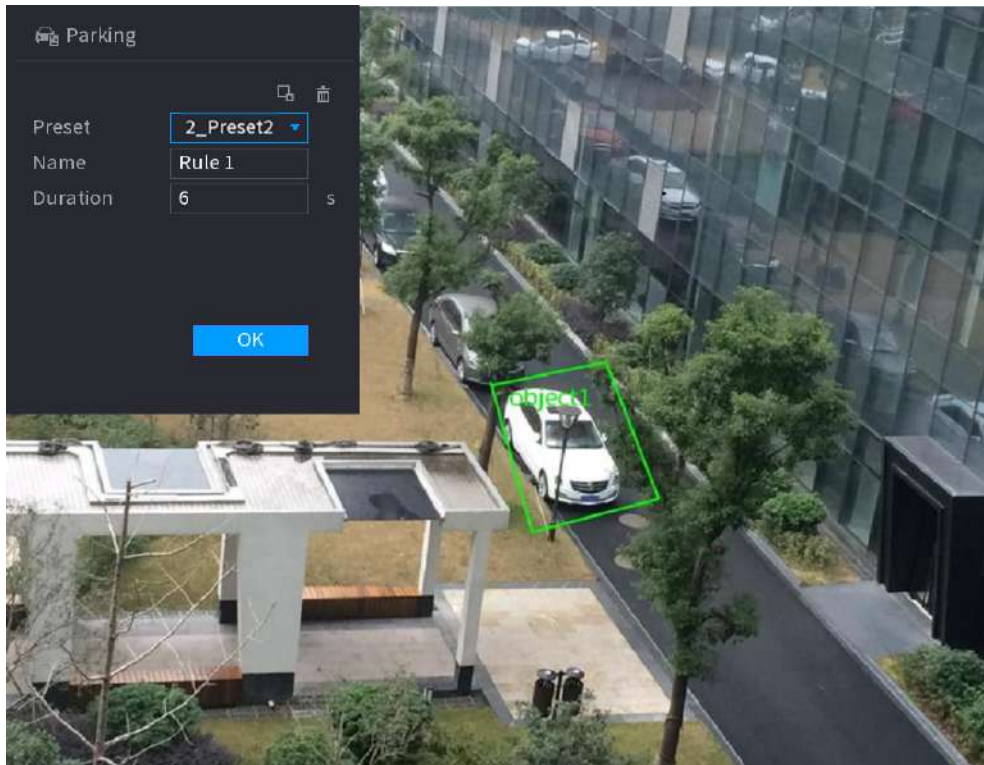 Parking
Preset 2_Preset2
Name Rule 1
Duration 6 s
OK
object1